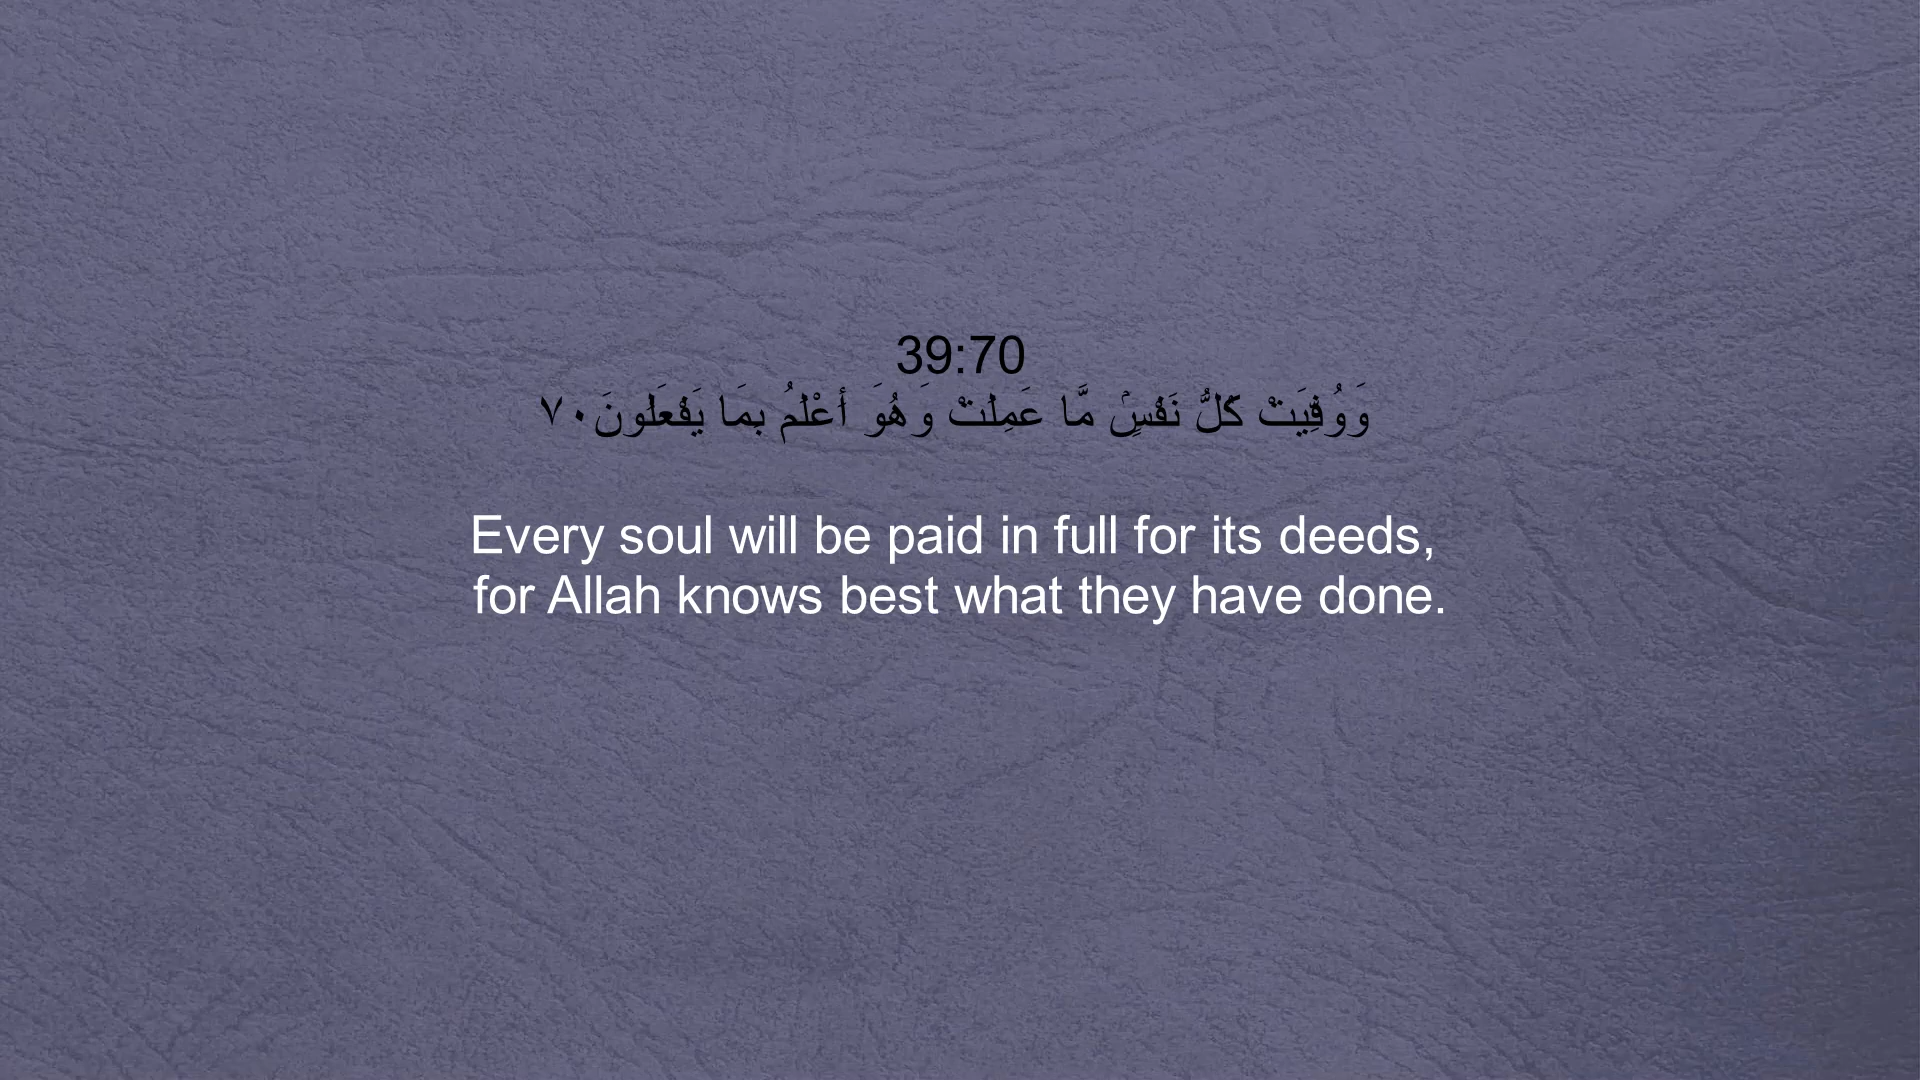 39:70
وَوُفِّيَتْ كُلُّ نَفْسٍۢ مَّا عَمِلَتْ وَهُوَ أَعْلَمُ بِمَا يَفْعَلُونَ ٧٠
Every soul will be paid in full for its deeds,
for Allah knows best what they have done.